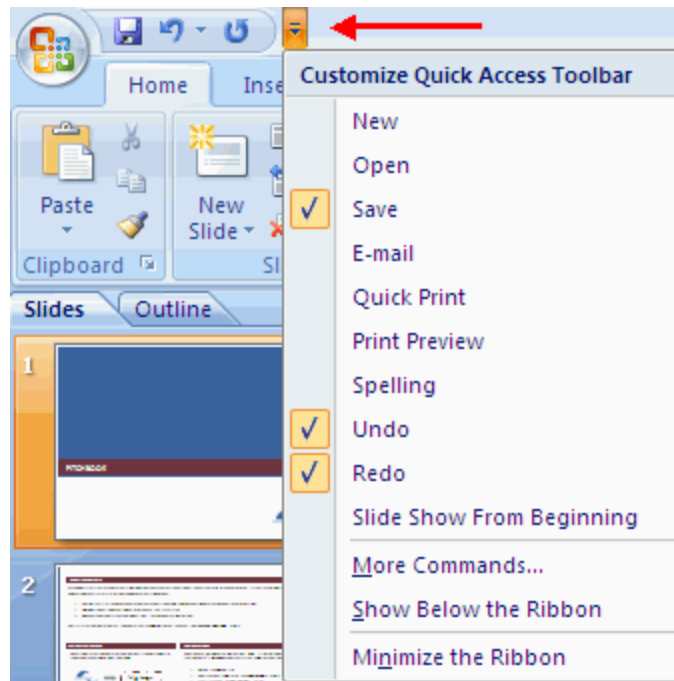 Home Inse
Customize Quick Access Toolbar
New
Open
Save
E-mail
Quick Print
Print Preview
Spelling
Undo
Redo
Slide Show From Beginning
More Commands...
Show Below the Ribbon
Minimize the Ribbon
Paste
New
Slide
Clipboard Sl
Slides Outline
1
PITCHBOOK
2